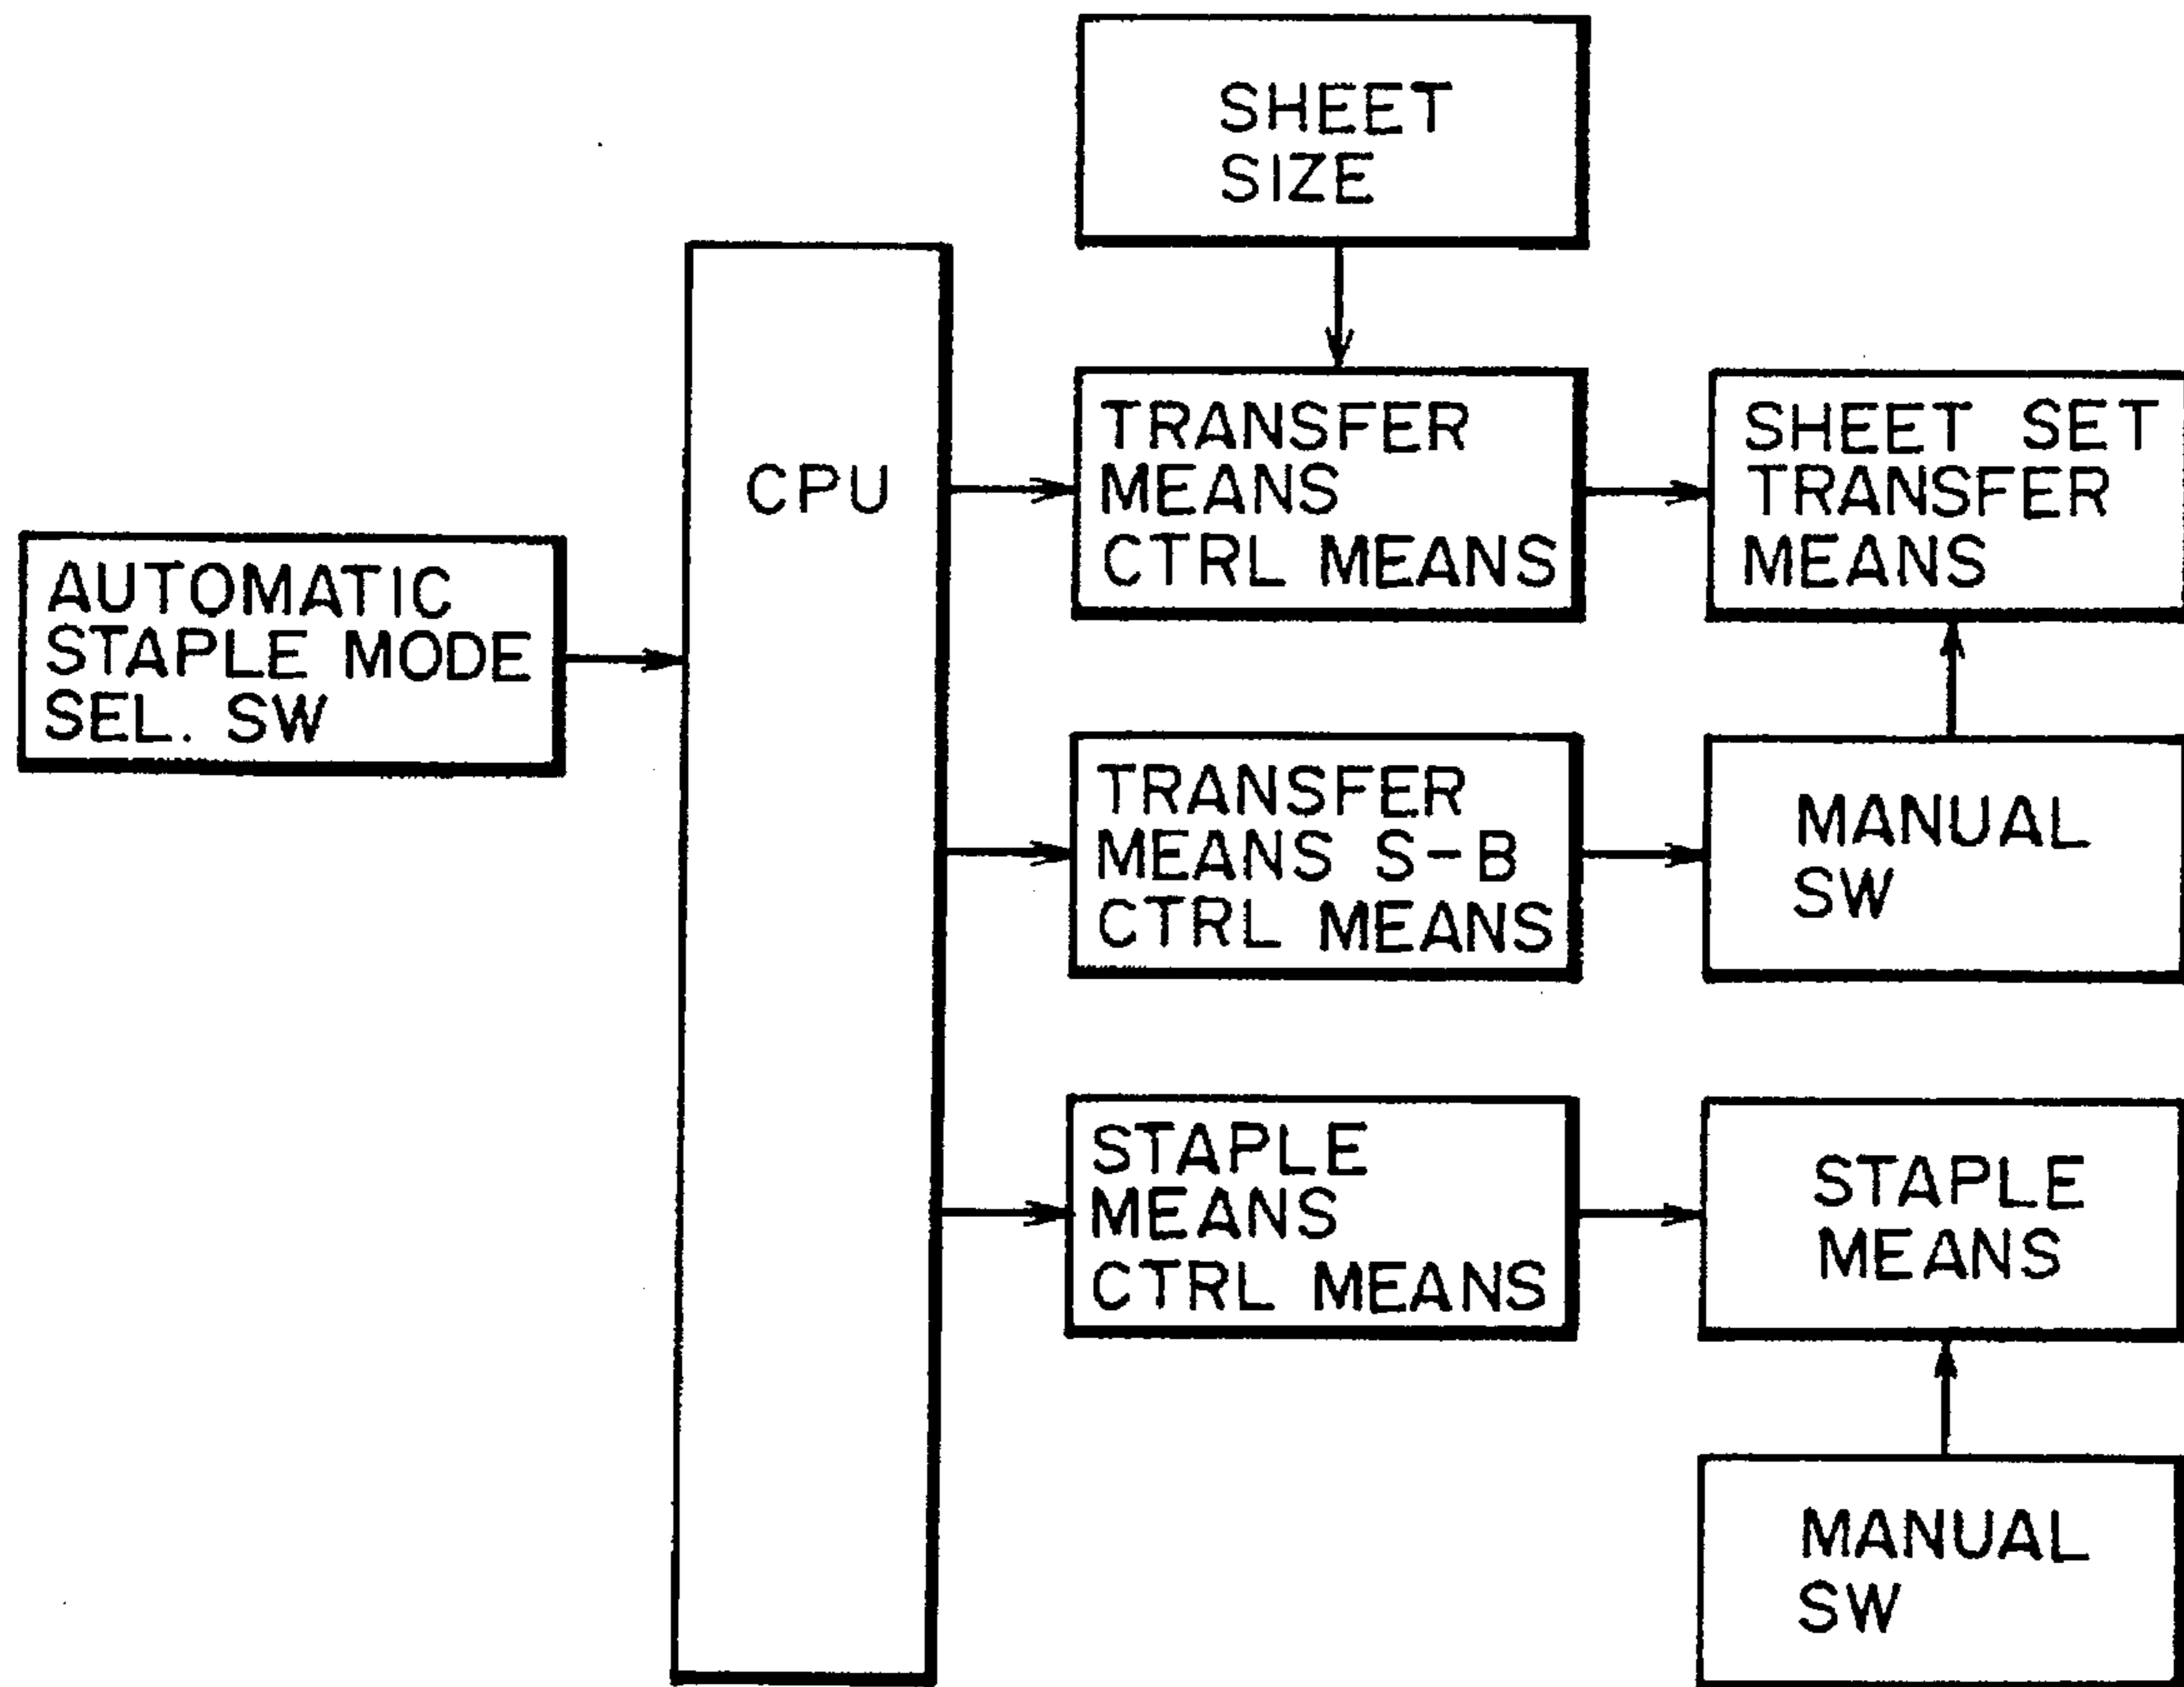 SHEET
SIZE
AUTOMATIC
STAPLE MODE
SEL. SW
CPU
TRANSFER
MEANS
CTRL MEANS
SHEET SET
TRANSFER
MEANS
TRANSFER
MEANS S-B
CTRL MEANS
MANUAL
SW
STAPLE
MEANS
CTRL MEANS
STAPLE
MEANS
MANUAL
SW